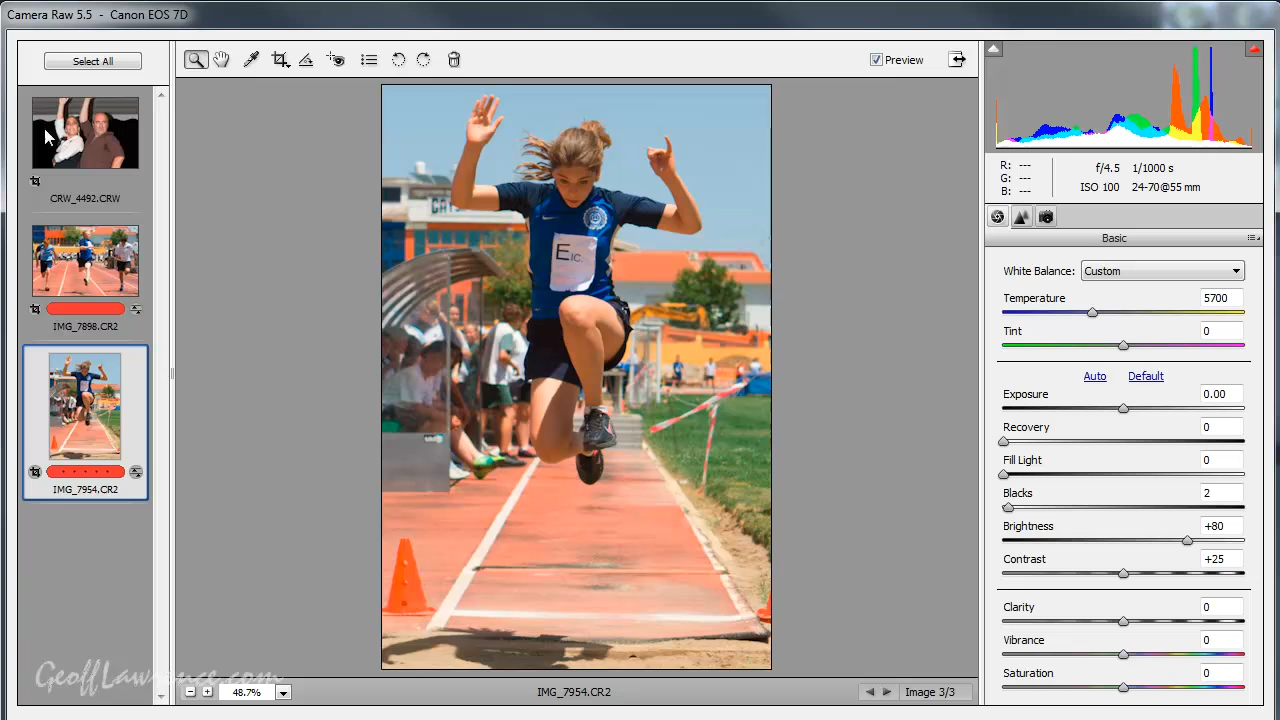 Camera Raw 5.5 - Canon EOS 7D
Select All
Preview
CRW_4492.CRW
IMG_7898.CR2
IMG_7954.CR2
EIC.
R: ---
G: ---
B: ---
f/4.5 1/1000 s
ISO 100 24-70@55 mm
Basic
White Balance: Custom
Temperature 5700
Tint 0
Auto Default
Exposure 0.00
Recovery 0
Fill Light 0
Blacks 2
Brightness +80
Contrast +25
Clarity 0
Vibrance 0
Saturation 0
GeoffLawrence.com
48.7%
IMG_7954.CR2
Image 3/3